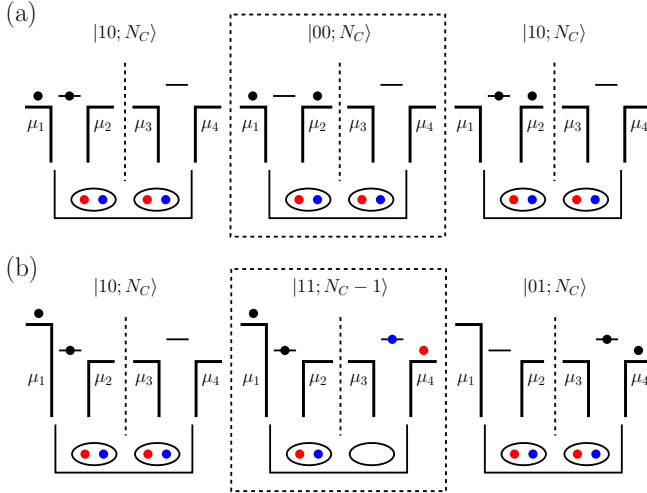 (a)
|10; N_C⟩ |00; N_C⟩ |10; N_C⟩
μ₁ μ₂ μ₃ μ₄ μ₁ μ₂ μ₃ μ₄ μ₁ μ₂ μ₃ μ₄
(b)
|10; N_C⟩ |11; N_C − 1⟩ |01; N_C⟩
μ₁ μ₂ μ₃ μ₄ μ₁ μ₂ μ₃ μ₄ μ₁ μ₂ μ₃ μ₄